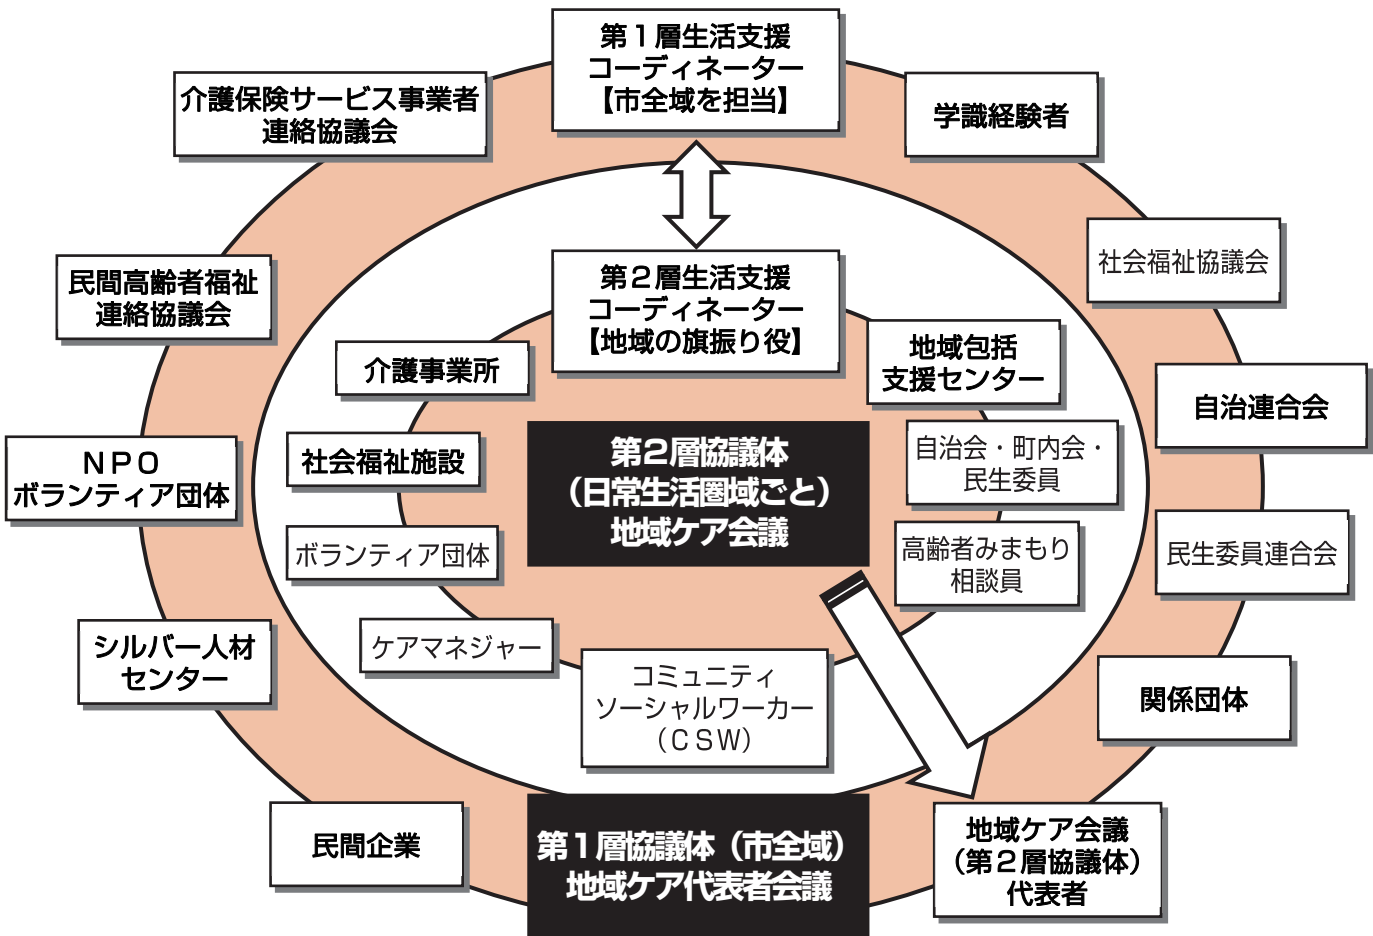 第１層生活支援
コーディネーター
【市全域を担当】
介護保険サービス事業者
連絡協議会
学識経験者
社会福祉協議会
民間高齢者福祉
連絡協議会
第２層生活支援
コーディネーター
【地域の旗振り役】
介護事業所
地域包括
支援センター
自治連合会
社会福祉施設
第２層協議体
（日常生活圏域ごと）
地域ケア会議
自治会・町内会・
民生委員
ＮＰＯ
ボランティア団体
ボランティア団体
高齢者みまもり
相談員
民生委員連合会
シルバー人材
センター
ケアマネジャー
コミュニティ
ソーシャルワーカー
（ＣＳＷ）
関係団体
民間企業
第１層協議体（市全域）
地域ケア代表者会議
地域ケア会議
（第２層協議体）
代表者